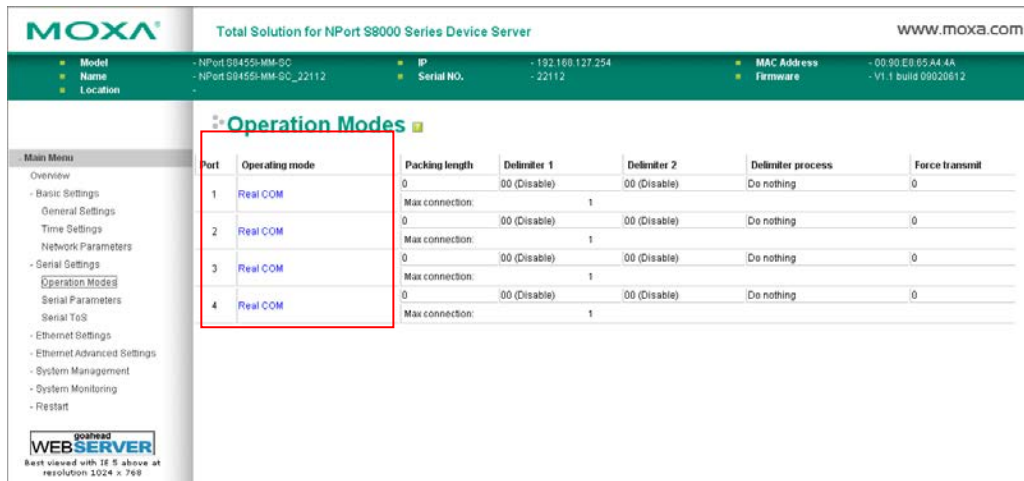 MOXA
Total Solution for NPort S8000 Series Device Server
www.moxa.com
Model - NPort S8455I-MM-SC IP - 192.168.127.254 MAC Address - 00:90:E8:65:A4:4A
Name - NPort S8455I-MM-SC_22112 Serial NO. - 22112 Firmware - V1.1 build 09020612
Location -
Operation Modes
Port Operating mode Packing length Delimiter 1 Delimiter 2 Delimiter process Force transmit
1 Real COM 0 00 (Disable) 00 (Disable) Do nothing 0
Max connection: 1
2 Real COM 0 00 (Disable) 00 (Disable) Do nothing 0
Max connection: 1
3 Real COM 0 00 (Disable) 00 (Disable) Do nothing 0
Max connection: 1
4 Real COM 0 00 (Disable) 00 (Disable) Do nothing 0
Max connection: 1
- Main Menu
Overview
- Basic Settings
General Settings
Time Settings
Network Parameters
- Serial Settings
Operation Modes
Serial Parameters
Serial ToS
- Ethernet Settings
- Ethernet Advanced Settings
- System Management
- System Monitoring
- Restart
goahead
WEBSERVER
Best viewed with IE 5 above at
resolution 1024 x 768